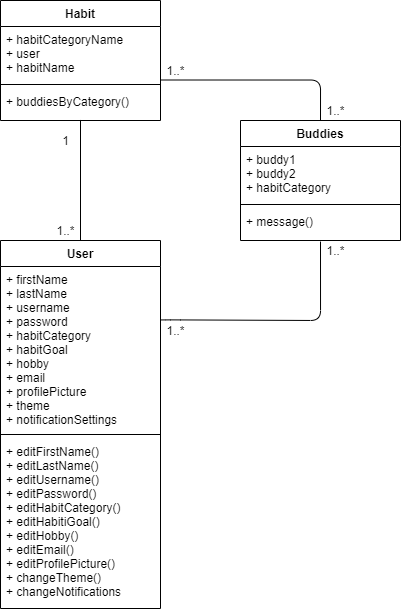 Habit
+ habitCategoryName
+ user
+ habitName
+ buddiesByCategory()
1..*
1..*
Buddies
+ buddy1
+ buddy2
+ habitCategory
+ message()
1
1..*
1..*
User
+ firstName
+ lastName
+ username
+ password
+ habitCategory
+ habitGoal
+ hobby
+ email
+ profilePicture
+ theme
+ notificationSettings
1..*
+ editFirstName()
+ editLastName()
+ editUsername()
+ editPassword()
+ editHabitCategory()
+ editHabitiGoal()
+ editHobby()
+ editEmail()
+ editProfilePicture()
+ changeTheme()
+ changeNotifications